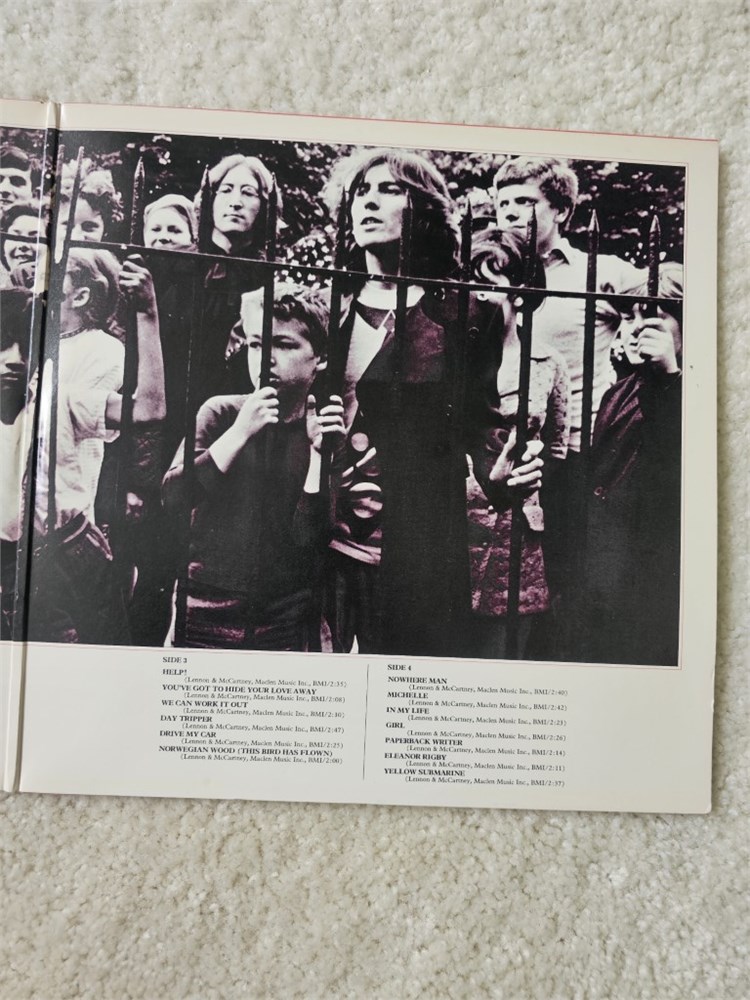 SIDE 3
HELP!
(Lennon & McCartney, Maclen Music Inc., BMI/2:35)
YOU'VE GOT TO HIDE YOUR LOVE AWAY
(Lennon & McCartney, Maclen Music Inc., BMI/2:08)
WE CAN WORK IT OUT
(Lennon & McCartney, Maclen Music Inc., BMI/2:10)
DAY TRIPPER
(Lennon & McCartney, Maclen Music Inc., BMI/2:47)
DRIVE MY CAR
(Lennon & McCartney, Maclen Music Inc., BMI/2:25)
NORWEGIAN WOOD (THIS BIRD HAS FLOWN)
(Lennon & McCartney, Maclen Music Inc., BMI/2:00)
SIDE 4
NOWHERE MAN
(Lennon & McCartney, Maclen Music Inc., BMI/2:40)
MICHELLE
(Lennon & McCartney, Maclen Music Inc., BMI/2:42)
IN MY LIFE
(Lennon & McCartney, Maclen Music Inc., BMI/2:23)
GIRL
(Lennon & McCartney, Maclen Music Inc., BMI/2:26)
PAPERBACK WRITER
(Lennon & McCartney, Maclen Music Inc., BMI/2:14)
ELEANOR RIGBY
(Lennon & McCartney, Maclen Music Inc., BMI/2:11)
YELLOW SUBMARINE
(Lennon & McCartney, Maclen Music Inc., BMI/2:37)